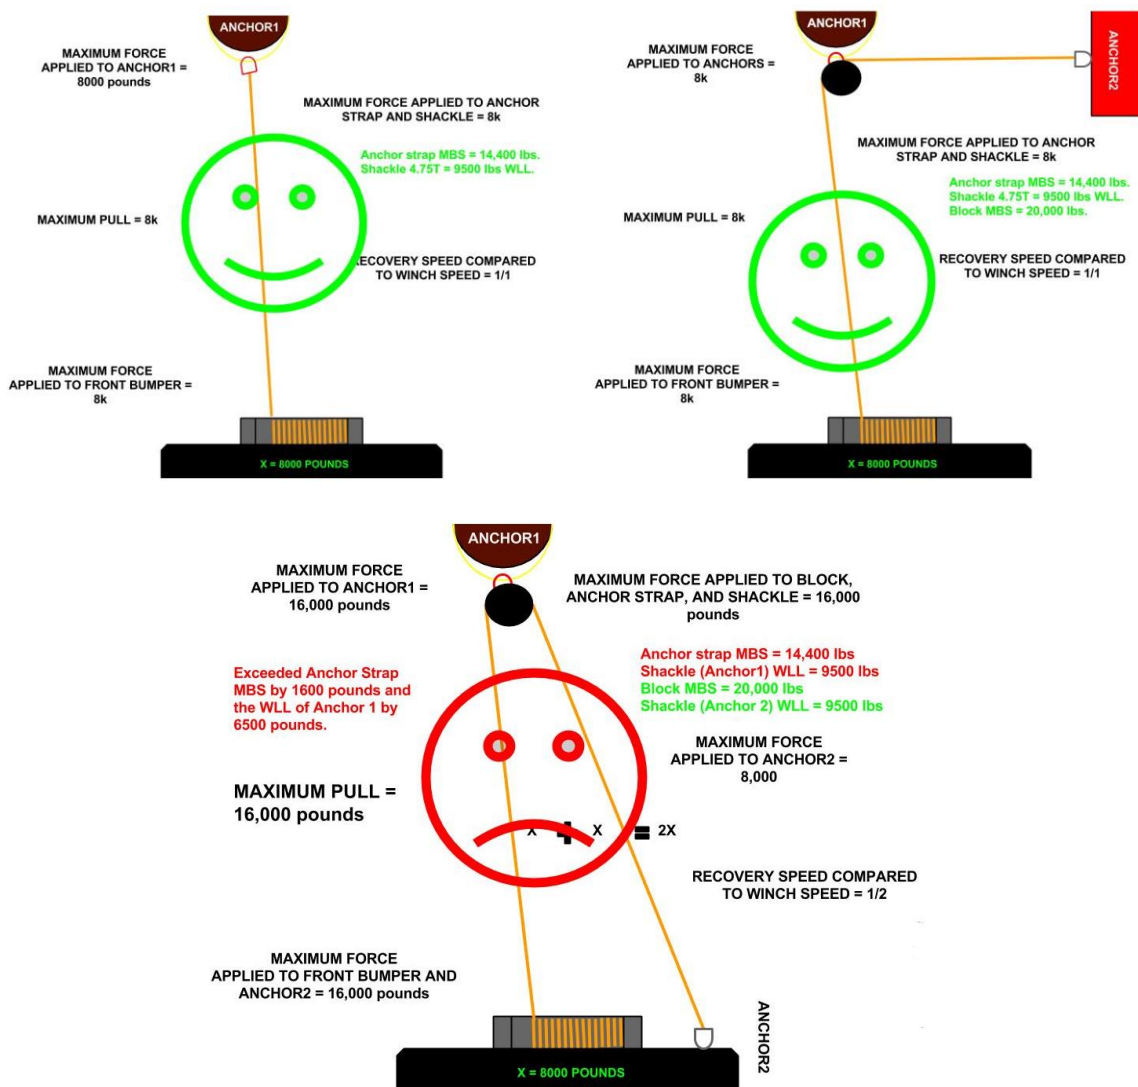 ANCHOR1
MAXIMUM FORCE
APPLIED TO ANCHOR1 =
8000 pounds
MAXIMUM FORCE APPLIED TO ANCHOR
STRAP AND SHACKLE = 8k
Anchor strap MBS = 14,400 lbs.
Shackle 4.75T = 9500 lbs WLL.
MAXIMUM PULL = 8k
RECOVERY SPEED COMPARED
TO WINCH SPEED = 1/1
MAXIMUM FORCE
APPLIED TO FRONT BUMPER =
8k
X = 8000 POUNDS
ANCHOR1
ANCHOR2
MAXIMUM FORCE
APPLIED TO ANCHORS =
8k
MAXIMUM FORCE APPLIED TO ANCHOR
STRAP AND SHACKLE = 8k
Anchor strap MBS = 14,400 lbs.
Shackle 4.75T = 9500 lbs WLL.
Block MBS = 20,000 lbs.
MAXIMUM PULL = 8k
RECOVERY SPEED COMPARED
TO WINCH SPEED = 1/1
MAXIMUM FORCE
APPLIED TO FRONT BUMPER =
8k
X = 8000 POUNDS
ANCHOR1
MAXIMUM FORCE
APPLIED TO ANCHOR1 =
16,000 pounds
MAXIMUM FORCE APPLIED TO BLOCK,
ANCHOR STRAP, AND SHACKLE = 16,000
pounds
Exceeded Anchor Strap
MBS by 1600 pounds and
the WLL of Anchor 1 by
6500 pounds.
Anchor strap MBS = 14,400 lbs
Shackle (Anchor1) WLL = 9500 lbs
Block MBS = 20,000 lbs
Shackle (Anchor 2) WLL = 9500 lbs
MAXIMUM FORCE
APPLIED TO ANCHOR2 =
8,000
MAXIMUM PULL =
16,000 pounds
X + X = 2X
RECOVERY SPEED COMPARED
TO WINCH SPEED = 1/2
MAXIMUM FORCE
APPLIED TO FRONT BUMPER AND
ANCHOR2 = 16,000 pounds
ANCHOR2
X = 8000 POUNDS